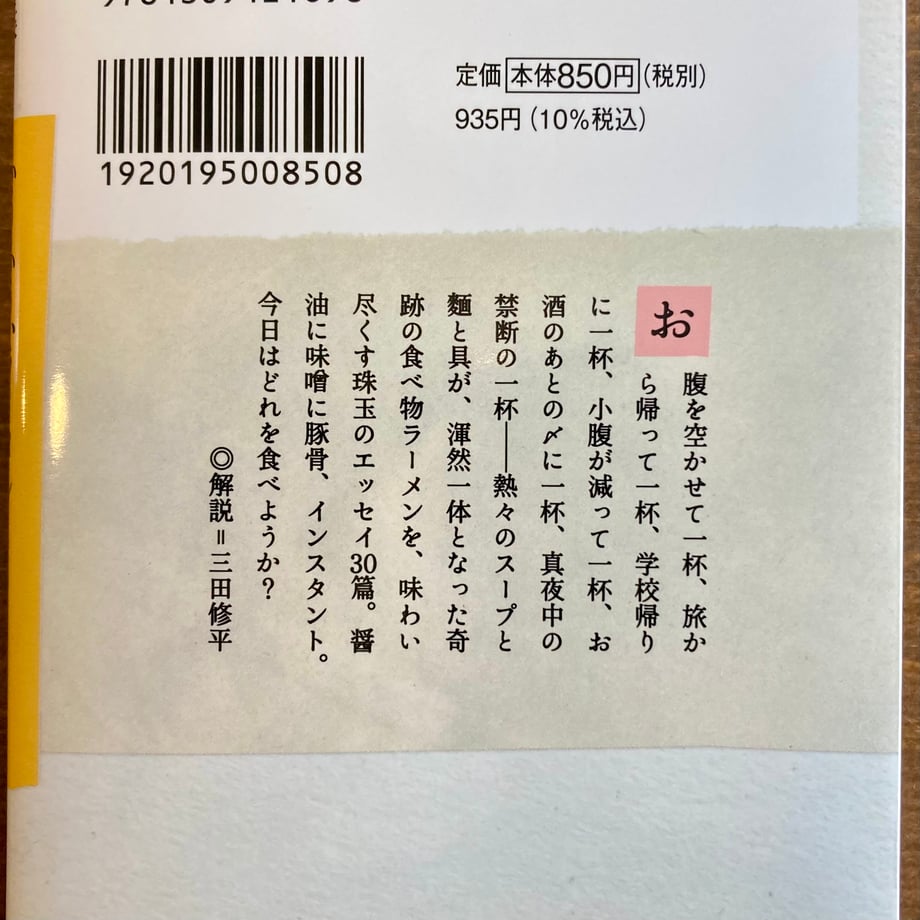 1920195008508
定価 本体850円(税別)
935円(10%税込)
お腹を空かせて一杯、旅か
ら帰って一杯、学校帰り
に一杯、小腹が減って一杯、お
酒のあとの〆に一杯、真夜中の
禁断の一杯――熱々のスープと
麵と具が、渾然一体となった奇
跡の食べ物ラーメンを、味わい
尽くす珠玉のエッセイ30篇。醤
油に味噌に豚骨、インスタント。
今日はどれを食べようか？
◎解説＝三田修平